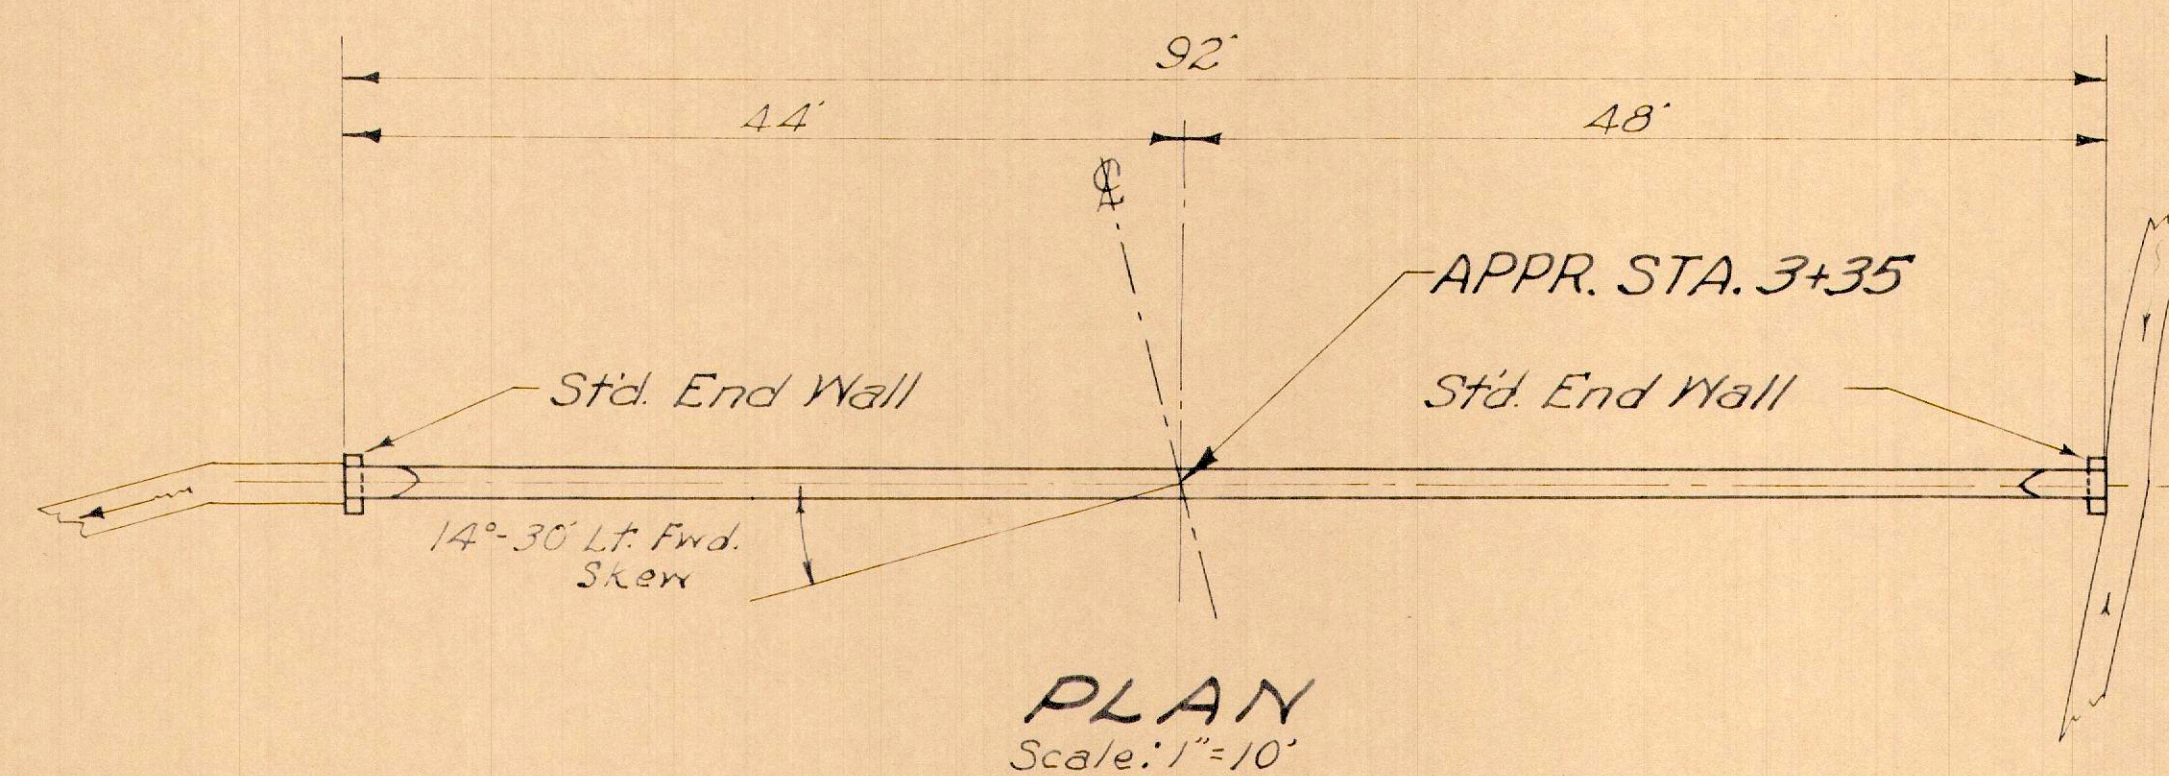 92'
44'
48'
℄
APPR. STA. 3+35
St'd. End Wall
St'd. End Wall
14°-30' Lt. Fwd.
Skew
PLAN
Scale: 1"=10'